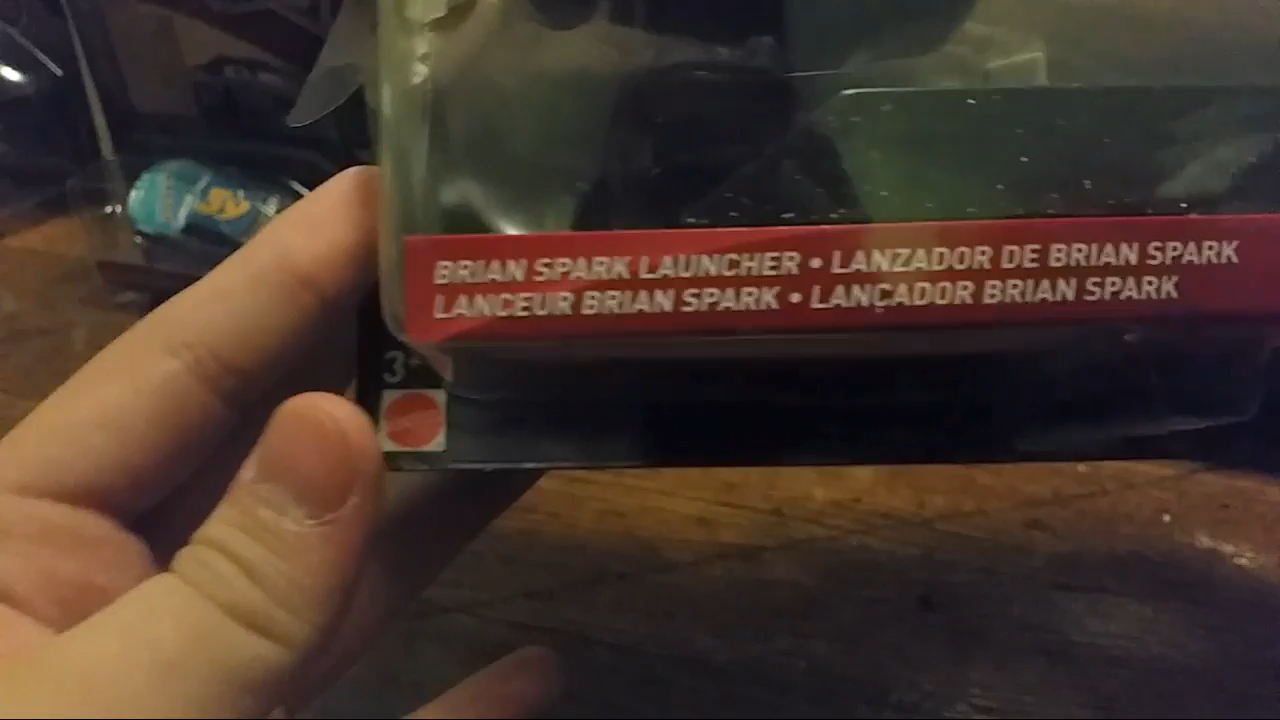 BRIAN SPARK LAUNCHER • LANZADOR DE BRIAN SPARK
LANCEUR BRIAN SPARK • LANÇADOR BRIAN SPARK
3+